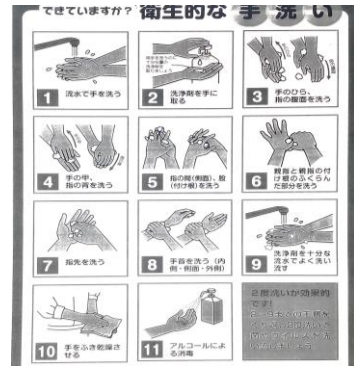 できていますか？ 衛生的な 手洗い
1
流水で手を洗う
2
洗浄剤を手に
取る
3
手のひら、
指の腹面を洗う
4
手の甲、
指の背を洗う
5
指の間(側面)、股
(付け根)を洗う
6
親指と親指の付
け根のふくらん
だ部分を洗う
7
指先を洗う
8
手首を洗う（内
側・側面・外側）
9
洗浄剤を十分な
流水でよく洗い
流す
10
手をふき乾燥さ
せる
11
アルコールによ
る消毒
2度洗いが効果的
です!